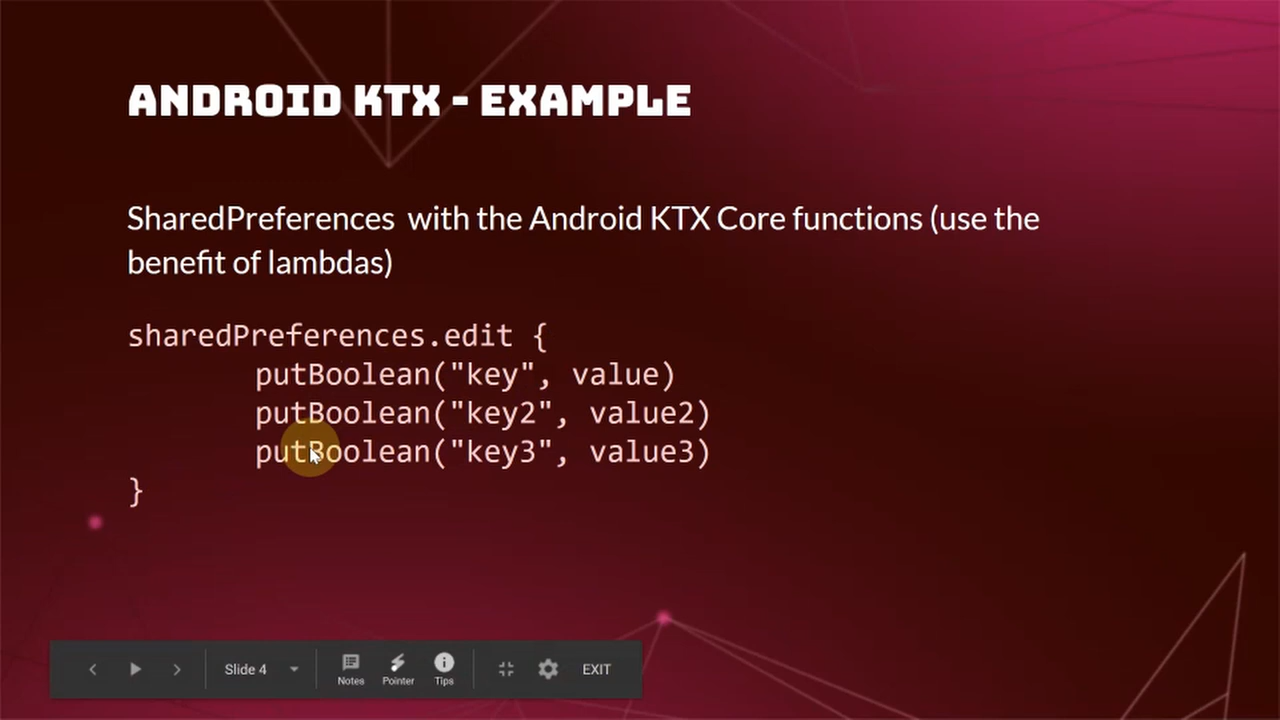 ANDROID KTX - EXAMPLE
SharedPreferences with the Android KTX Core functions (use the
benefit of lambdas)
sharedPreferences.edit {
putBoolean("key", value)
putBoolean("key2", value2)
putBoolean("key3", value3)
}
Slide 4
Notes
Pointer
Tips
EXIT